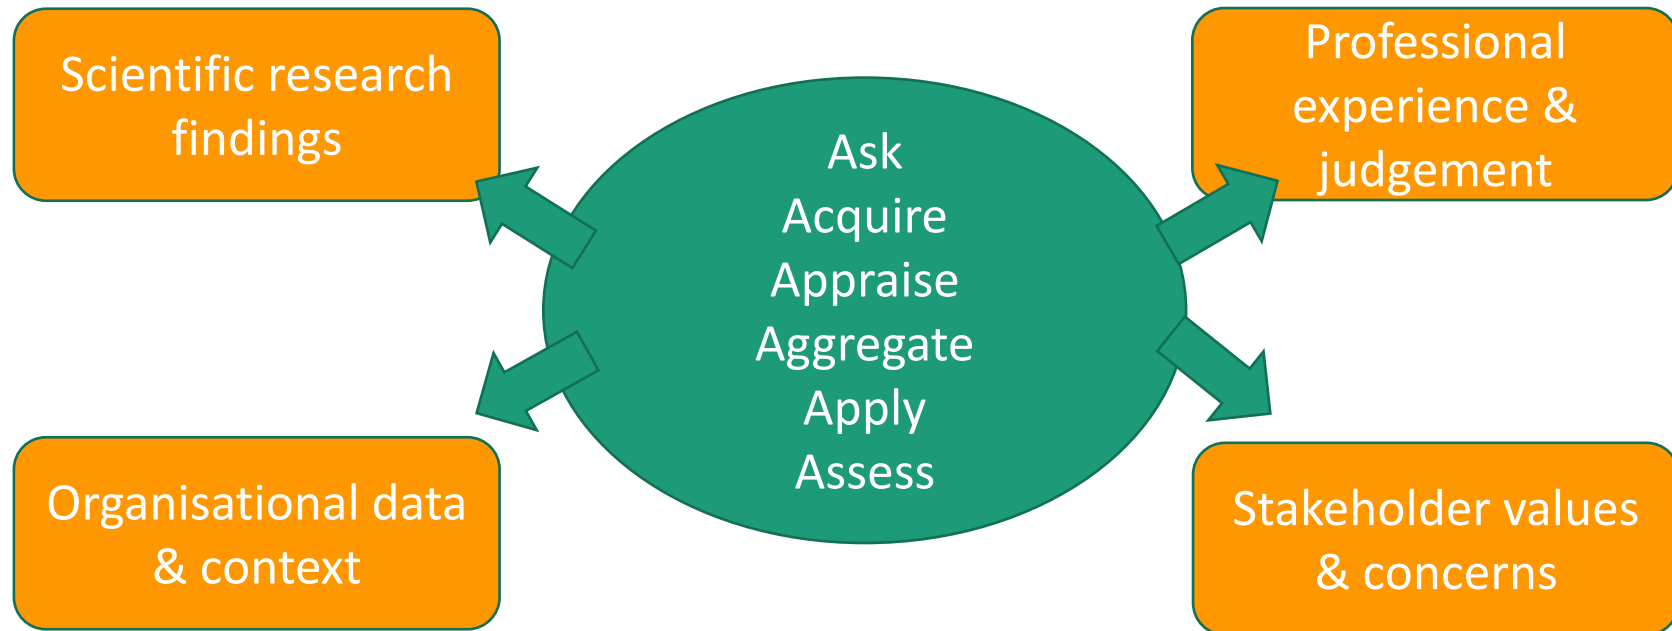 Scientific research
findings
Professional
experience &
judgement
Ask
Acquire
Appraise
Aggregate
Apply
Assess
Organisational data
& context
Stakeholder values
& concerns